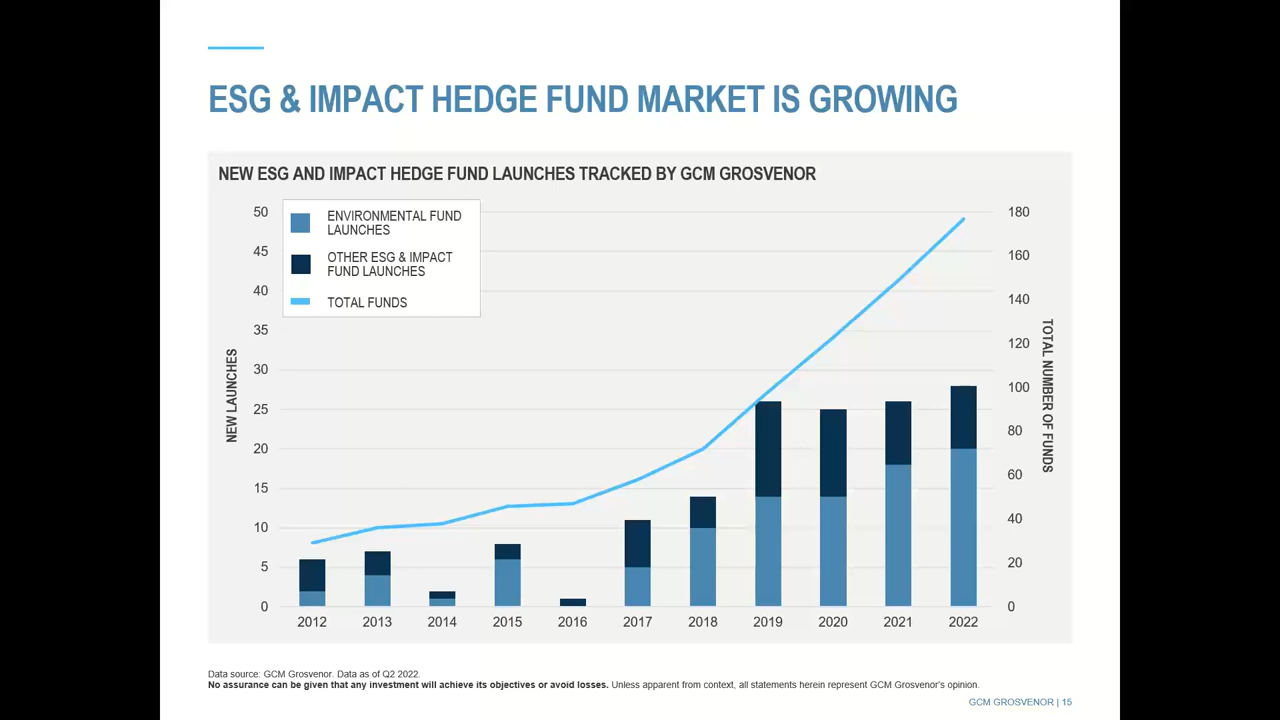 ESG & IMPACT HEDGE FUND MARKET IS GROWING
NEW ESG AND IMPACT HEDGE FUND LAUNCHES TRACKED BY GCM GROSVENOR
ENVIRONMENTAL FUND
LAUNCHES
OTHER ESG & IMPACT
FUND LAUNCHES
TOTAL FUNDS
NEW LAUNCHES
50
45
40
35
30
25
20
15
10
5
0
180
160
140
120
100
80
60
40
20
0
TOTAL NUMBER OF FUNDS
2012 2013 2014 2015 2016 2017 2018 2019 2020 2021 2022
Data source: GCM Grosvenor. Data as of Q2 2022.
No assurance can be given that any investment will achieve its objectives or avoid losses. Unless apparent from context, all statements herein represent GCM Grosvenor's opinion.
GCM GROSVENOR | 15